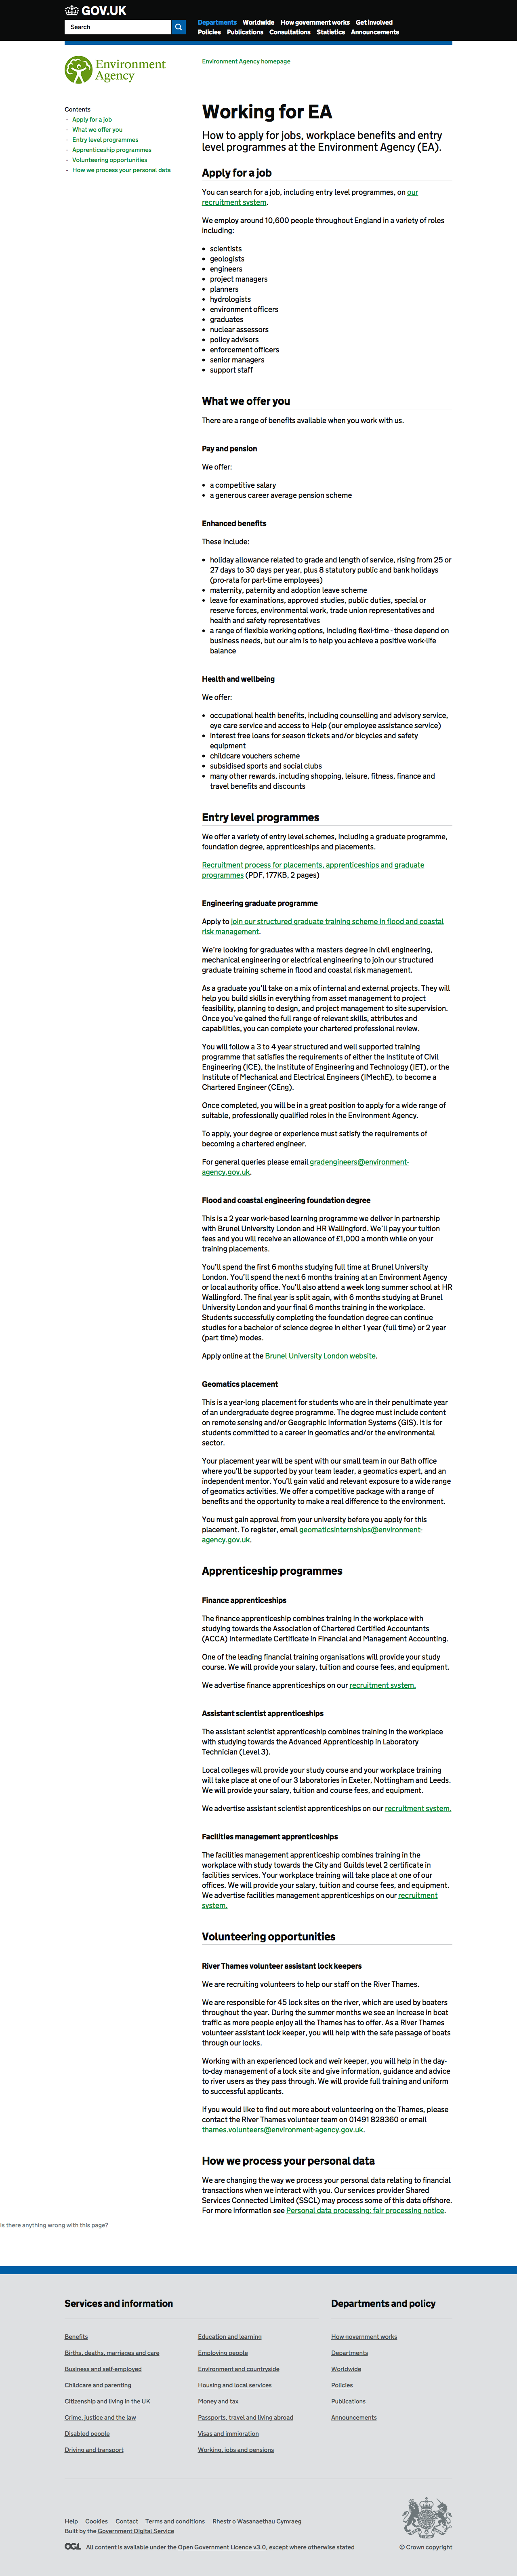 GOV.UK
Search
Departments Worldwide How government works Get involved
Policies Publications Consultations Statistics Announcements
Environment
Agency
Environment Agency homepage
Contents
- Apply for a job
- What we offer you
- Entry level programmes
- Apprenticeship programmes
- Volunteering opportunities
- How we process your personal data
Working for EA
How to apply for jobs, workplace benefits and entry
level programmes at the Environment Agency (EA).
Apply for a job
You can search for a job, including entry level programmes, on our
recruitment system.
We employ around 10,600 people throughout England in a variety of roles
including:
• scientists
• geologists
• engineers
• project managers
• planners
• hydrologists
• environment officers
• graduates
• nuclear assessors
• policy advisors
• enforcement officers
• senior managers
• support staff
What we offer you
There are a range of benefits available when you work with us.
Pay and pension
We offer:
• a competitive salary
• a generous career average pension scheme
Enhanced benefits
These include:
• holiday allowance related to grade and length of service, rising from 25 or
27 days to 30 days per year, plus 8 statutory public and bank holidays
(pro-rata for part-time employees)
• maternity, paternity and adoption leave scheme
• leave for examinations, approved studies, public duties, special or
reserve forces, environmental work, trade union representatives and
health and safety representatives
• a range of flexible working options, including flexi-time - these depend on
business needs, but our aim is to help you achieve a positive work-life
balance
Health and wellbeing
We offer:
• occupational health benefits, including counselling and advisory service,
eye care service and access to Help (our employee assistance service)
• interest free loans for season tickets and/or bicycles and safety
equipment
• childcare vouchers scheme
• subsidised sports and social clubs
• many other rewards, including shopping, leisure, fitness, finance and
travel benefits and discounts
Entry level programmes
We offer a variety of entry level schemes, including a graduate programme,
foundation degree, apprenticeships and placements.
Recruitment process for placements, apprenticeships and graduate
programmes (PDF, 177KB, 2 pages)
Engineering graduate programme
Apply to join our structured graduate training scheme in flood and coastal
risk management.
We're looking for graduates with a masters degree in civil engineering,
mechanical engineering or electrical engineering to join our structured
graduate training scheme in flood and coastal risk management.
As a graduate you'll take on a mix of internal and external projects. They will
help you build skills in everything from asset management to project
feasibility, planning to design, and project management to site supervision.
Once you've gained the full range of relevant skills, attributes and
capabilities, you can complete your chartered professional review.
You will follow a 3 to 4 year structured and well supported training
programme that satisfies the requirements of either the Institute of Civil
Engineering (ICE), the Institute of Engineering and Technology (IET), or the
Institute of Mechanical and Electrical Engineers (IMechE), to become a
Chartered Engineer (CEng).
Once completed, you will be in a great position to apply for a wide range of
suitable, professionally qualified roles in the Environment Agency.
To apply, your degree or experience must satisfy the requirements of
becoming a chartered engineer.
For general queries please email gradengineers@environment-
agency.gov.uk.
Flood and coastal engineering foundation degree
This is a 2 year work-based learning programme we deliver in partnership
with Brunel University London and HR Wallingford. We'll pay your tuition
fees and you will receive an allowance of £1,000 a month while on your
training placements.
You'll spend the first 6 months studying full time at Brunel University
London. You'll spend the next 6 months training at an Environment Agency
or local authority office. You'll also attend a week long summer school at HR
Wallingford. The final year is split again, with 6 months studying at Brunel
University London and your final 6 months training in the workplace.
Students successfully completing the foundation degree can continue
studies for a bachelor of science degree in either 1 year (full time) or 2 year
(part time) modes.
Apply online at the Brunel University London website.
Geomatics placement
This is a year-long placement for students who are in their penultimate year
of an undergraduate degree programme. The degree must include content
on remote sensing and/or Geographic Information Systems (GIS). It is for
students committed to a career in geomatics and/or the environmental
sector.
Your placement year will be spent with our small team in our Bath office
where you'll be supported by your team leader, a geomatics expert, and an
independent mentor. You'll gain valid and relevant exposure to a wide range
of geomatics activities. We offer a competitive package with a range of
benefits and the opportunity to make a real difference to the environment.
You must gain approval from your university before you apply for this
placement. To register, email geomaticsinternships@environment-
agency.gov.uk.
Apprenticeship programmes
Finance apprenticeships
The finance apprenticeship combines training in the workplace with
studying towards the Association of Chartered Certified Accountants
(ACCA) Intermediate Certificate in Financial and Management Accounting.
One of the leading financial training organisations will provide your study
course. We will provide your salary, tuition and course fees, and equipment.
We advertise finance apprenticeships on our recruitment system.
Assistant scientist apprenticeships
The assistant scientist apprenticeship combines training in the workplace
with studying towards the Advanced Apprenticeship in Laboratory
Technician (Level 3).
Local colleges will provide your study course and your workplace training
will take place at one of our 3 laboratories in Exeter, Nottingham and Leeds.
We will provide your salary, tuition and course fees, and equipment.
We advertise assistant scientist apprenticeships on our recruitment system.
Facilities management apprenticeships
The facilities management apprenticeship combines training in the
workplace with study towards the City and Guilds level 2 certificate in
facilities services. Your workplace training will take place at one of our
offices. We will provide your salary, tuition and course fees, and equipment.
We advertise facilities management apprenticeships on our recruitment
system.
Volunteering opportunities
River Thames volunteer assistant lock keepers
We are recruiting volunteers to help our staff on the River Thames.
We are responsible for 45 lock sites on the river, which are used by boaters
throughout the year. During the summer months we see an increase in boat
traffic as more people enjoy all the Thames has to offer. As a River Thames
volunteer assistant lock keeper, you will help with the safe passage of boats
through our locks.
Working with an experienced lock and weir keeper, you will help in the day-
to-day management of a lock site and give information, guidance and advice
to river users as they pass through. We will provide full training and uniform
to successful applicants.
If you would like to find out more about volunteering on the Thames, please
contact the River Thames volunteer team on 01491 828360 or email
thames.volunteers@environment-agency.gov.uk.
How we process your personal data
We are changing the way we process your personal data relating to financial
transactions when we interact with you. Our services provider Shared
Services Connected Limited (SSCL) may process some of this data offshore.
For more information see Personal data processing: fair processing notice.
Is there anything wrong with this page?
Services and information
Benefits
Births, deaths, marriages and care
Business and self-employed
Childcare and parenting
Citizenship and living in the UK
Crime, justice and the law
Disabled people
Driving and transport
Education and learning
Employing people
Environment and countryside
Housing and local services
Money and tax
Passports, travel and living abroad
Visas and immigration
Working, jobs and pensions
Departments and policy
How government works
Departments
Worldwide
Policies
Publications
Announcements
Help Cookies Contact Terms and conditions Rhestr o Wasanaethau Cymraeg
Built by the Government Digital Service
OGL All content is available under the Open Government Licence v3.0, except where otherwise stated
© Crown copyright